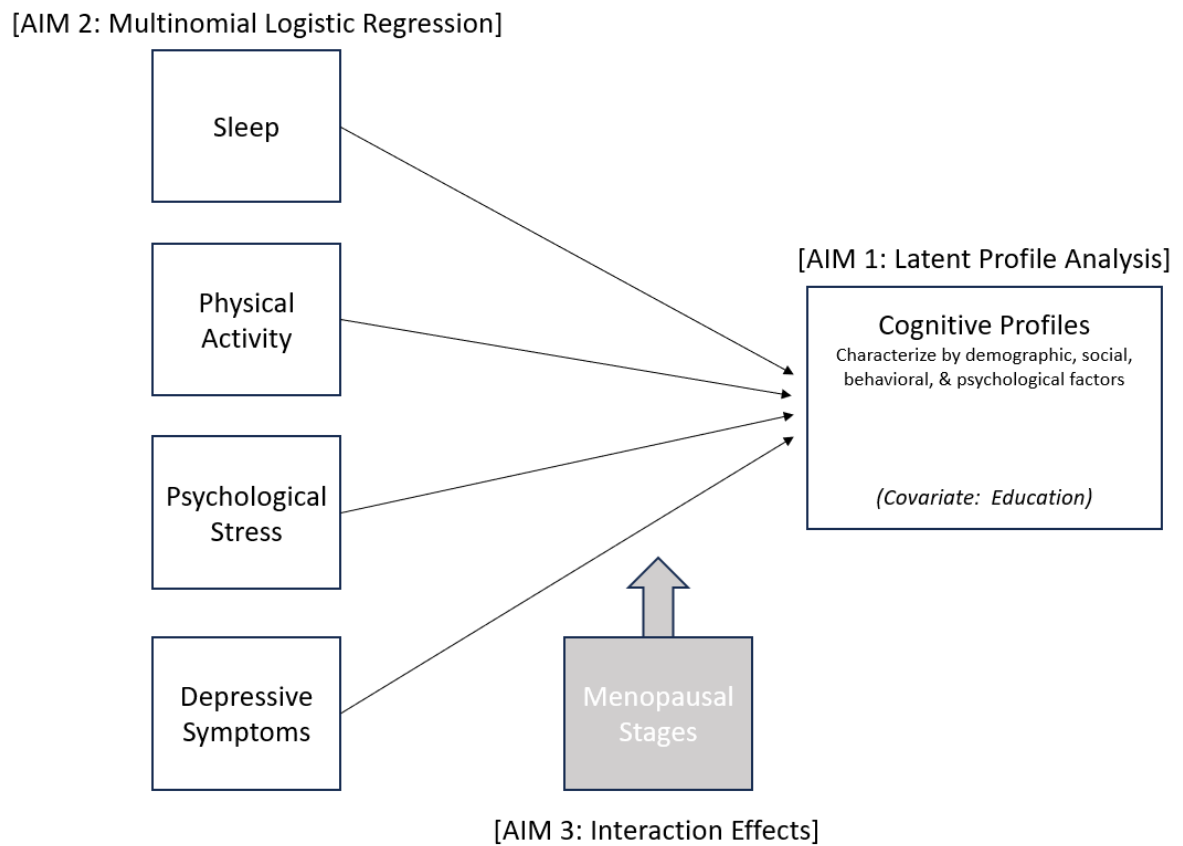 [AIM 2: Multinomial Logistic Regression]
Sleep
Physical
Activity
Psychological
Stress
Depressive
Symptoms
[AIM 1: Latent Profile Analysis]
Cognitive Profiles
Characterize by demographic, social,
behavioral, & psychological factors
(Covariate: Education)
Menopausal
Stages
[AIM 3: Interaction Effects]